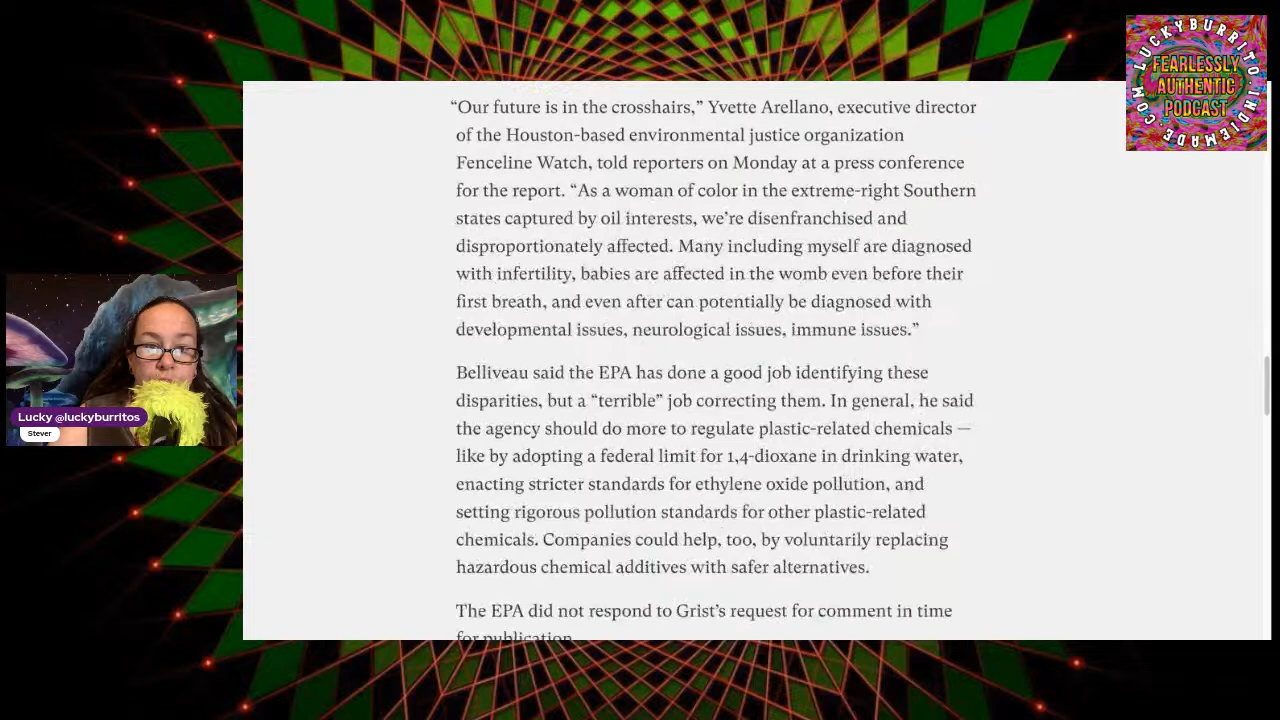 “Our future is in the crosshairs,” Yvette Arellano, executive director
of the Houston-based environmental justice organization
Fenceline Watch, told reporters on Monday at a press conference
for the report. “As a woman of color in the extreme-right Southern
states captured by oil interests, we’re disenfranchised and
disproportionately affected. Many including myself are diagnosed
with infertility, babies are affected in the womb even before their
first breath, and even after can potentially be diagnosed with
developmental issues, neurological issues, immune issues.”
Belliveau said the EPA has done a good job identifying these
disparities, but a “terrible” job correcting them. In general, he said
the agency should do more to regulate plastic-related chemicals —
like by adopting a federal limit for 1,4-dioxane in drinking water,
enacting stricter standards for ethylene oxide pollution, and
setting rigorous pollution standards for other plastic-related
chemicals. Companies could help, too, by voluntarily replacing
hazardous chemical additives with safer alternatives.
The EPA did not respond to Grist’s request for comment in time
for publication.
LUCKYBURRITO.INDIEMADE.COM
FEARLESSLY
AUTHENTIC
PODCAST
Lucky @luckyburritos
Stever